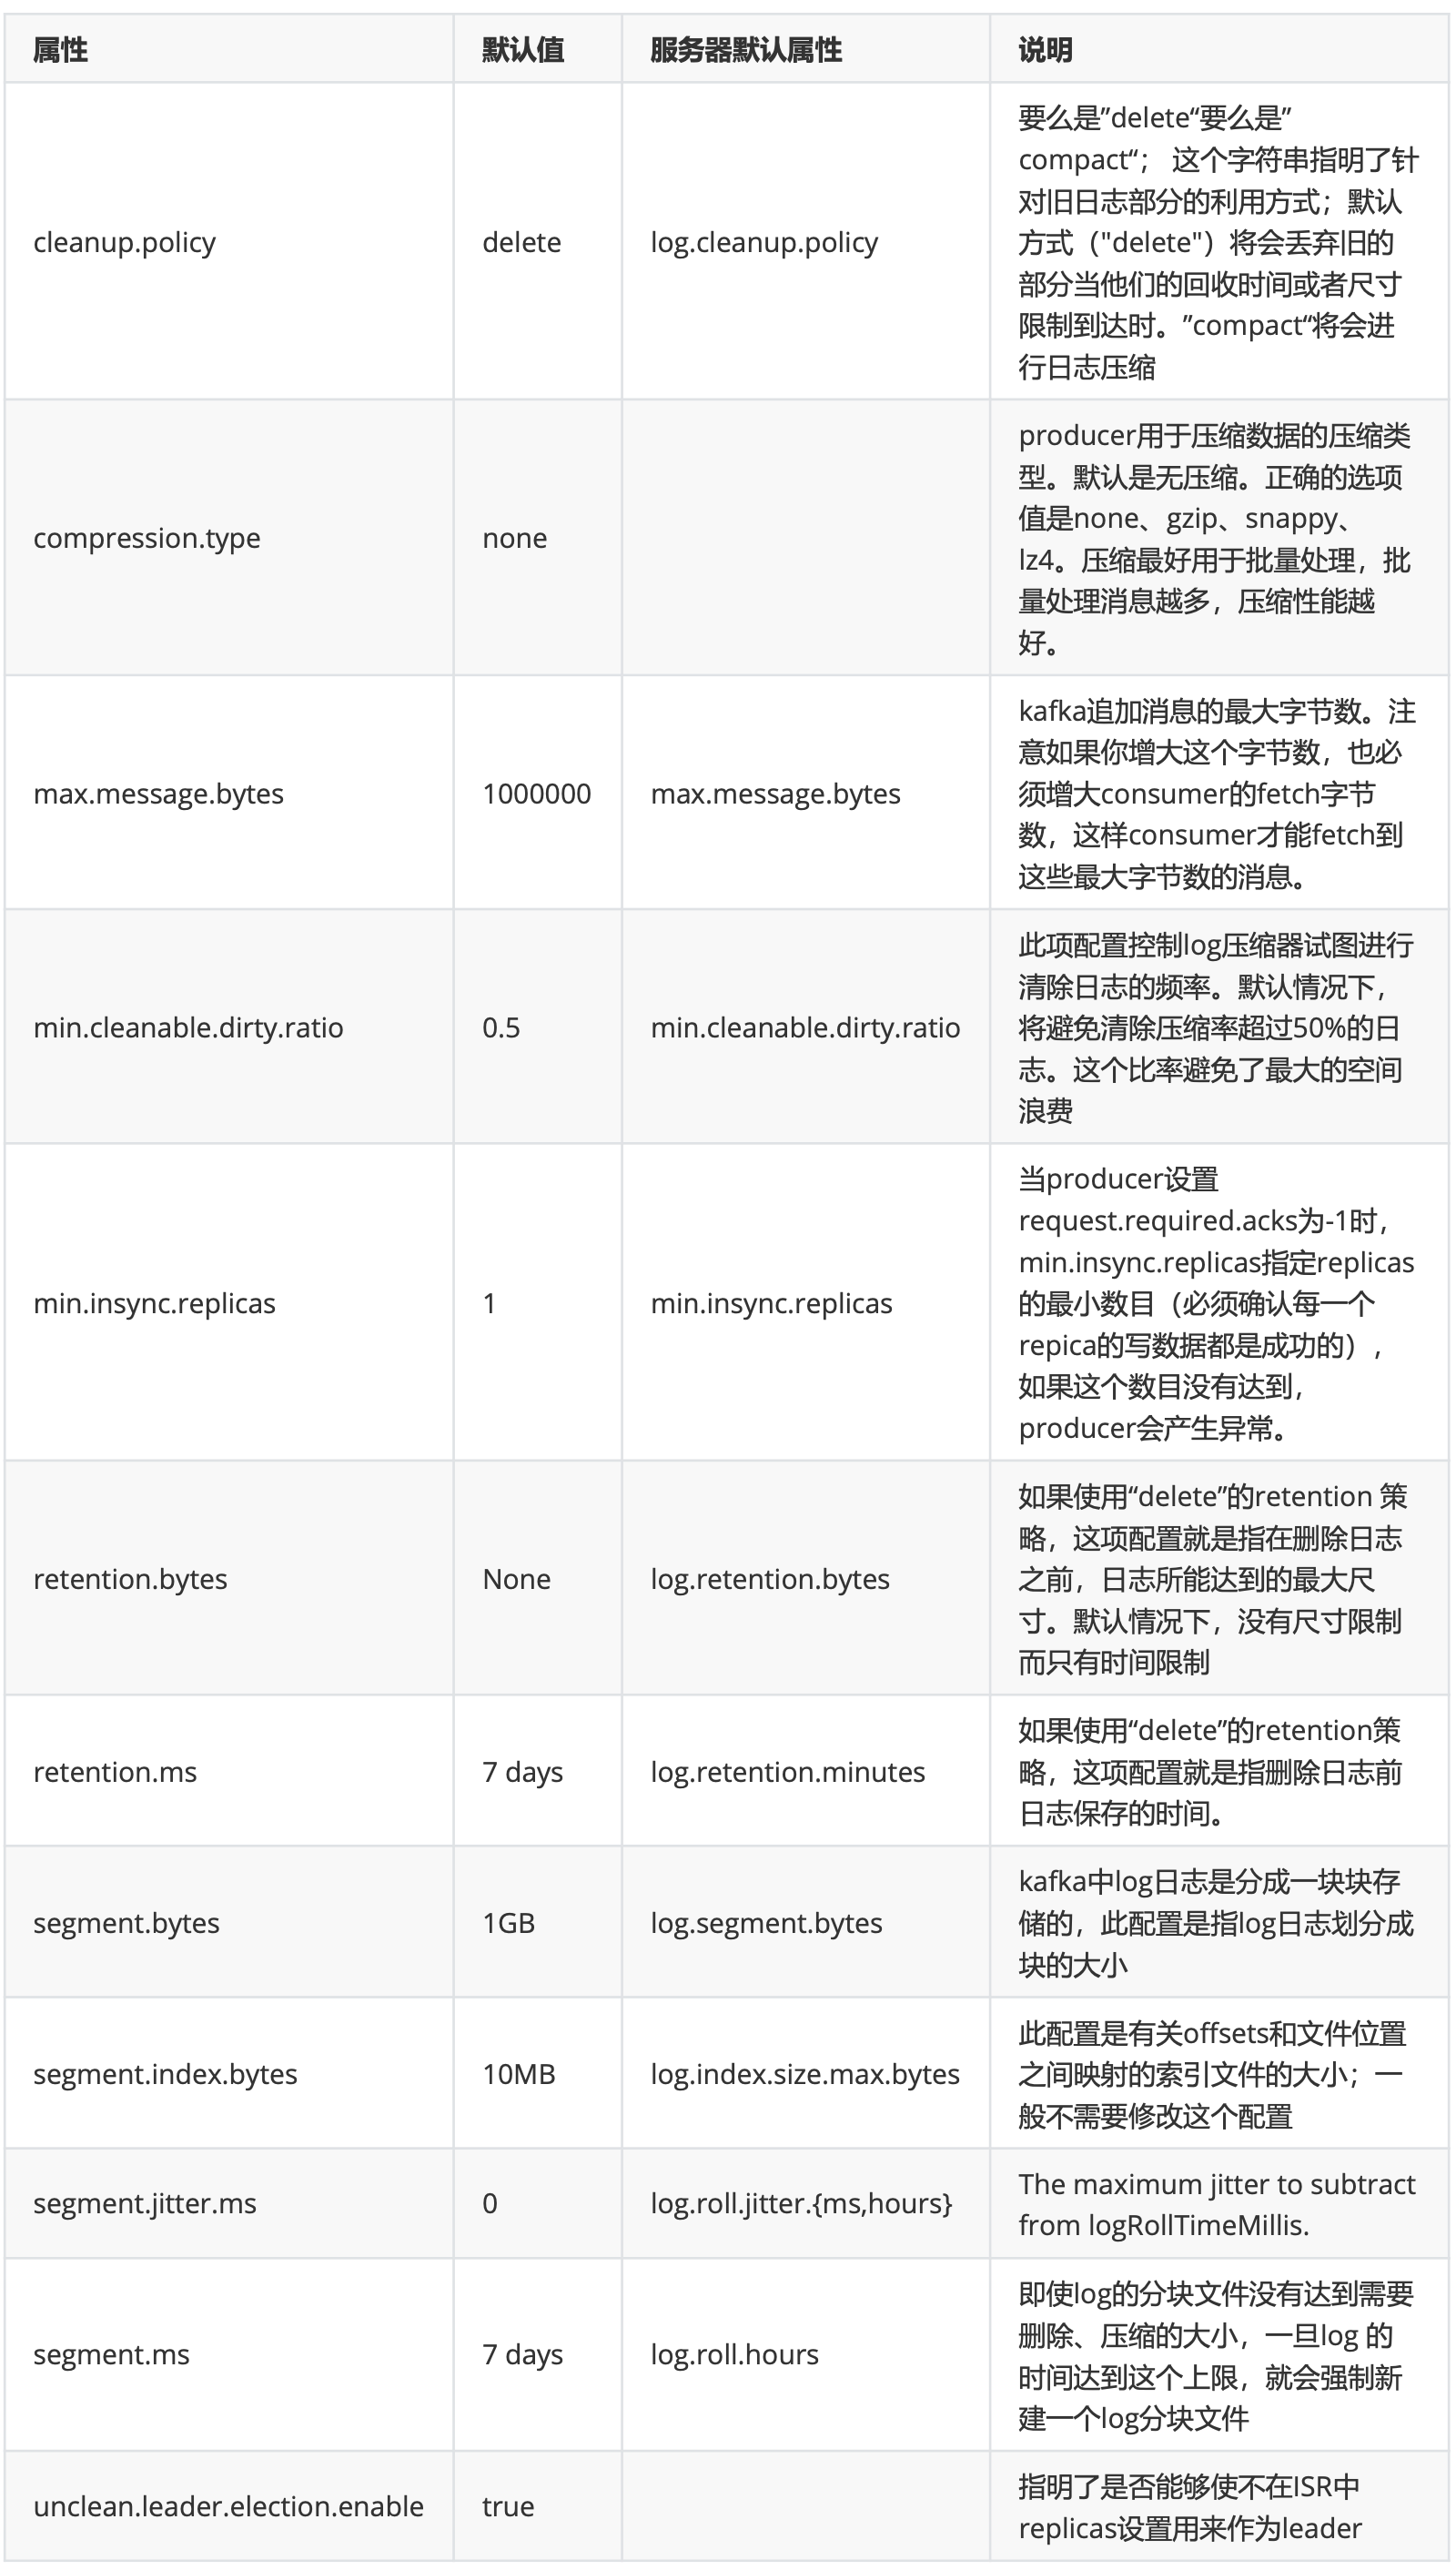 属性 默认值 服务器默认属性 说明
要么是”delete“要么是”
compact“； 这个字符串指明了针
对旧日志部分的利用方式；默认
cleanup.policy delete log.cleanup.policy 方式（"delete"）将会丢弃旧的
部分当他们的回收时间或者尺寸
限制到达时。”compact“将会进
行日志压缩
producer用于压缩数据的压缩类
型。默认是无压缩。正确的选项
值是none、gzip、snappy、
compression.type none lz4。压缩最好用于批量处理，批
量处理消息越多，压缩性能越
好。
kafka追加消息的最大字节数。注
意如果你增大这个字节数，也必
max.message.bytes 1000000 max.message.bytes 须增大consumer的fetch字节
数，这样consumer才能fetch到
这些最大字节数的消息。
此项配置控制log压缩器试图进行
清除日志的频率。默认情况下，
min.cleanable.dirty.ratio 0.5 min.cleanable.dirty.ratio 将避免清除压缩率超过50%的日
志。这个比率避免了最大的空间
浪费
当producer设置
request.required.acks为-1时，
min.insync.replicas指定replicas
min.insync.replicas 1 min.insync.replicas 的最小数目（必须确认每一个
repica的写数据都是成功的），
如果这个数目没有达到，
producer会产生异常。
如果使用“delete”的retention 策
略，这项配置就是指在删除日志
retention.bytes None log.retention.bytes 之前，日志所能达到的最大尺
寸。默认情况下，没有尺寸限制
而只有时间限制
如果使用“delete”的retention策
retention.ms 7 days log.retention.minutes 略，这项配置就是指删除日志前
日志保存的时间。
kafka中log日志是分成一块块存
segment.bytes 1GB log.segment.bytes 储的，此配置是指log日志划分成
块的大小
此配置是有关offsets和文件位置
segment.index.bytes 10MB log.index.size.max.bytes 之间映射的索引文件的大小；一
般不需要修改这个配置
segment.jitter.ms 0 log.roll.jitter.{ms,hours} The maximum jitter to subtract
from logRollTimeMillis.
即使log的分块文件没有达到需要
删除、压缩的大小，一旦log 的
segment.ms 7 days log.roll.hours 时间达到这个上限，就会强制新
建一个log分块文件
unclean.leader.election.enable true 指明了是否能够使不在ISR中
replicas设置用来作为leader